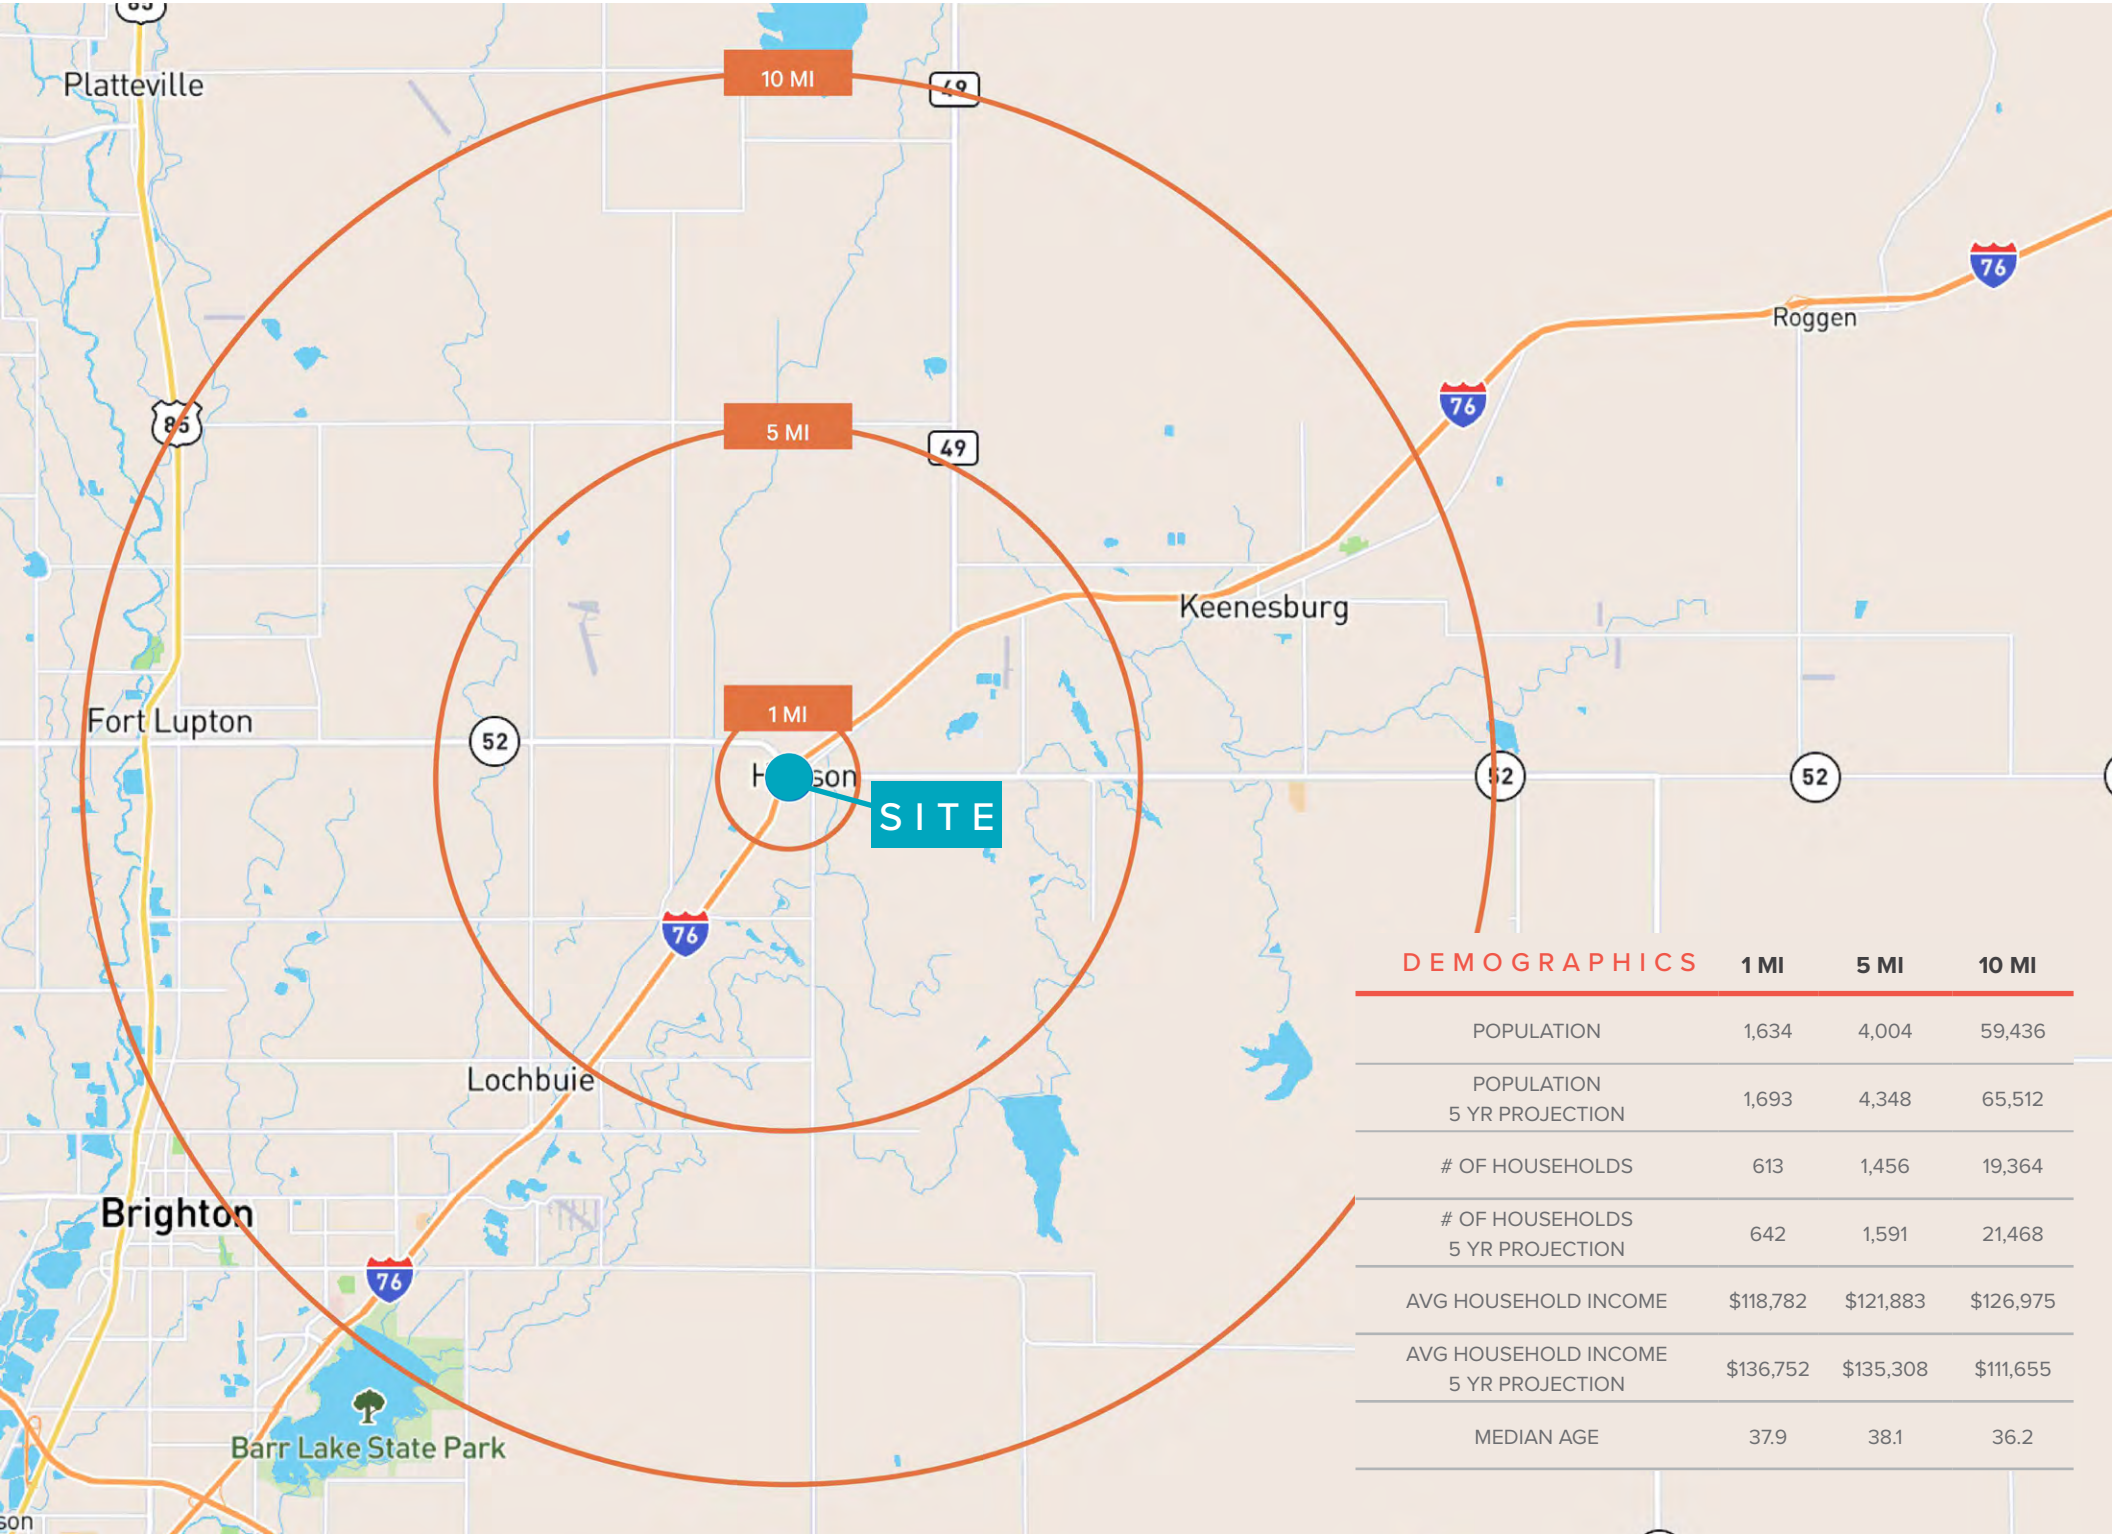 85
Platteville
10 MI
49
76
Roggen
76
85
5 MI
49
Keenesburg
Fort Lupton
1 MI
52
son
52
52
SITE
76
DEMOGRAPHICS 1 MI 5 MI 10 MI
POPULATION 1,634 4,004 59,436
POPULATION
5 YR PROJECTION 1,693 4,348 65,512
# OF HOUSEHOLDS 613 1,456 19,364
# OF HOUSEHOLDS
5 YR PROJECTION 642 1,591 21,468
AVG HOUSEHOLD INCOME $118,782 $121,883 $126,975
AVG HOUSEHOLD INCOME
5 YR PROJECTION $136,752 $135,308 $111,655
MEDIAN AGE 37.9 38.1 36.2
Lochbuie
Brighton
76
Barr Lake State Park
son